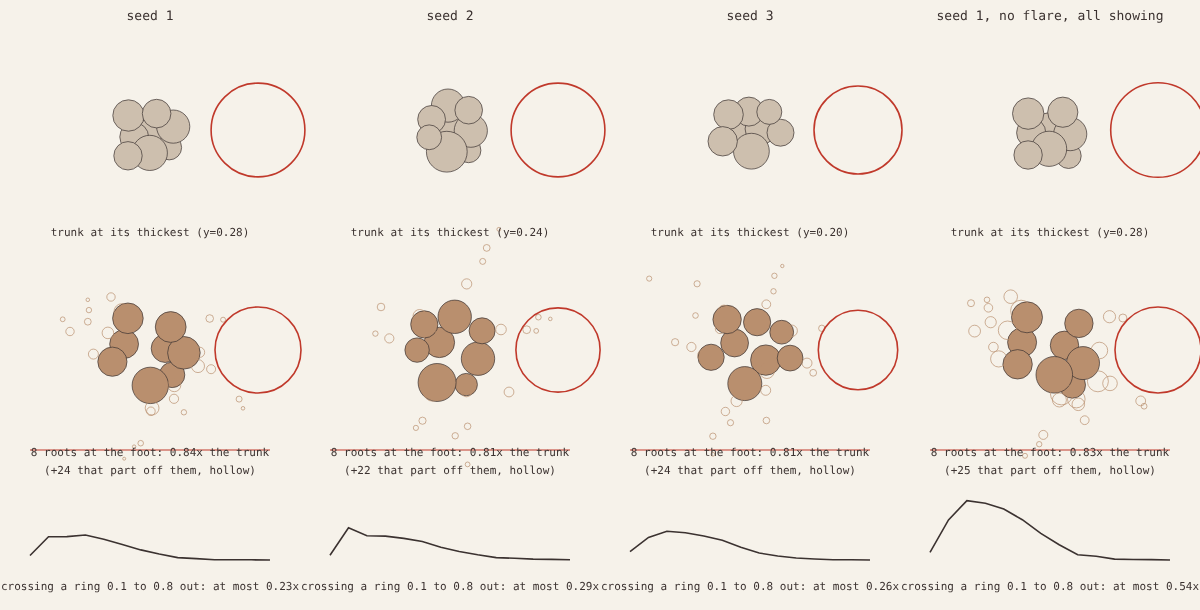 seed 1
seed 2
seed 3
seed 1, no flare, all showing
trunk at its thickest (y=0.28)
trunk at its thickest (y=0.24)
trunk at its thickest (y=0.20)
trunk at its thickest (y=0.28)
8 roots at the foot: 0.84x the trunk
(+24 that part off them, hollow)
8 roots at the foot: 0.81x the trunk
(+22 that part off them, hollow)
8 roots at the foot: 0.81x the trunk
(+24 that part off them, hollow)
8 roots at the foot: 0.83x the trunk
(+25 that part off them, hollow)
crossing a ring 0.1 to 0.8 out: at most 0.23x
crossing a ring 0.1 to 0.8 out: at most 0.29x
crossing a ring 0.1 to 0.8 out: at most 0.26x
crossing a ring 0.1 to 0.8 out: at most 0.54x